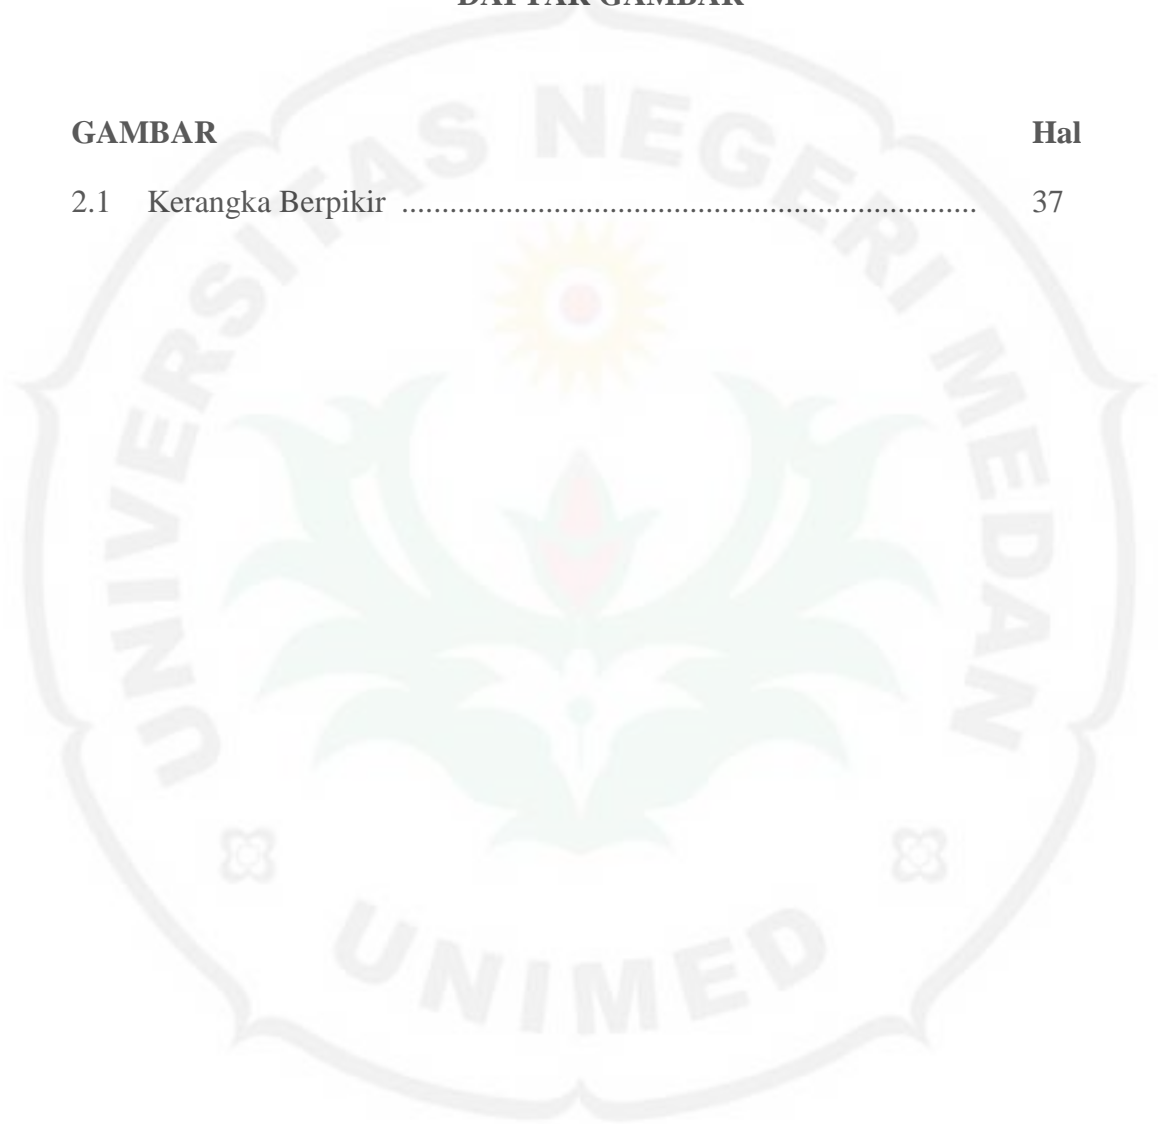 DAFTAR GAMBAR
GAMBAR Hal
2.1 Kerangka Berpikir ........................................................................ 37
UNIVERSITAS NEGERI MEDAN
UNIMED